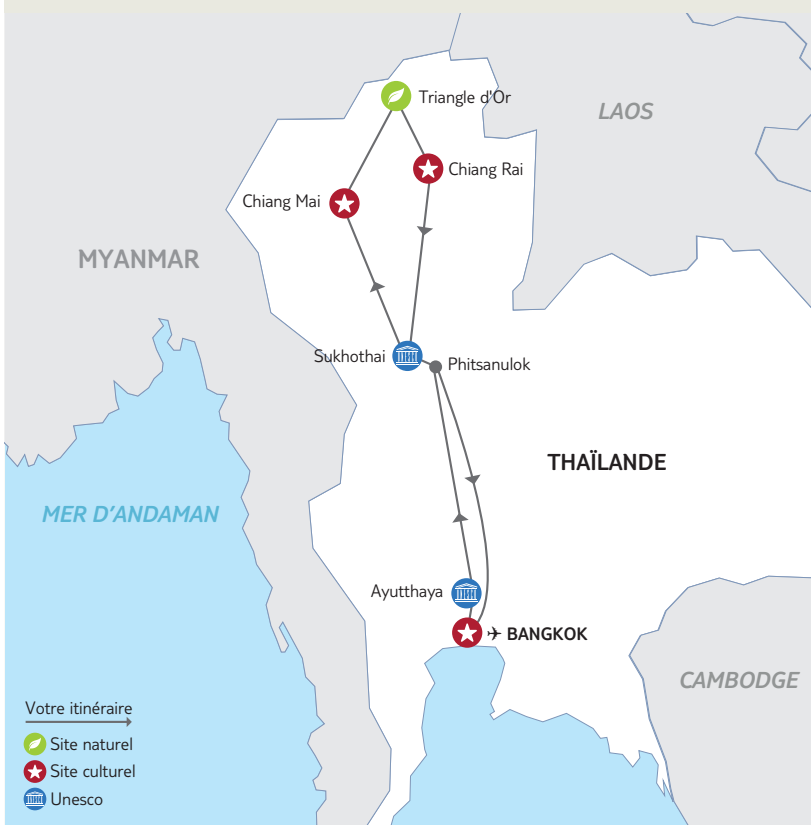 Triangle d'Or
LAOS
Chiang Rai
Chiang Mai
MYANMAR
Sukhothai
Phitsanulok
THAÏLANDE
MER D'ANDAMAN
Ayutthaya
BANGKOK
CAMBODGE
Votre itinéraire
Site naturel
Site culturel
Unesco